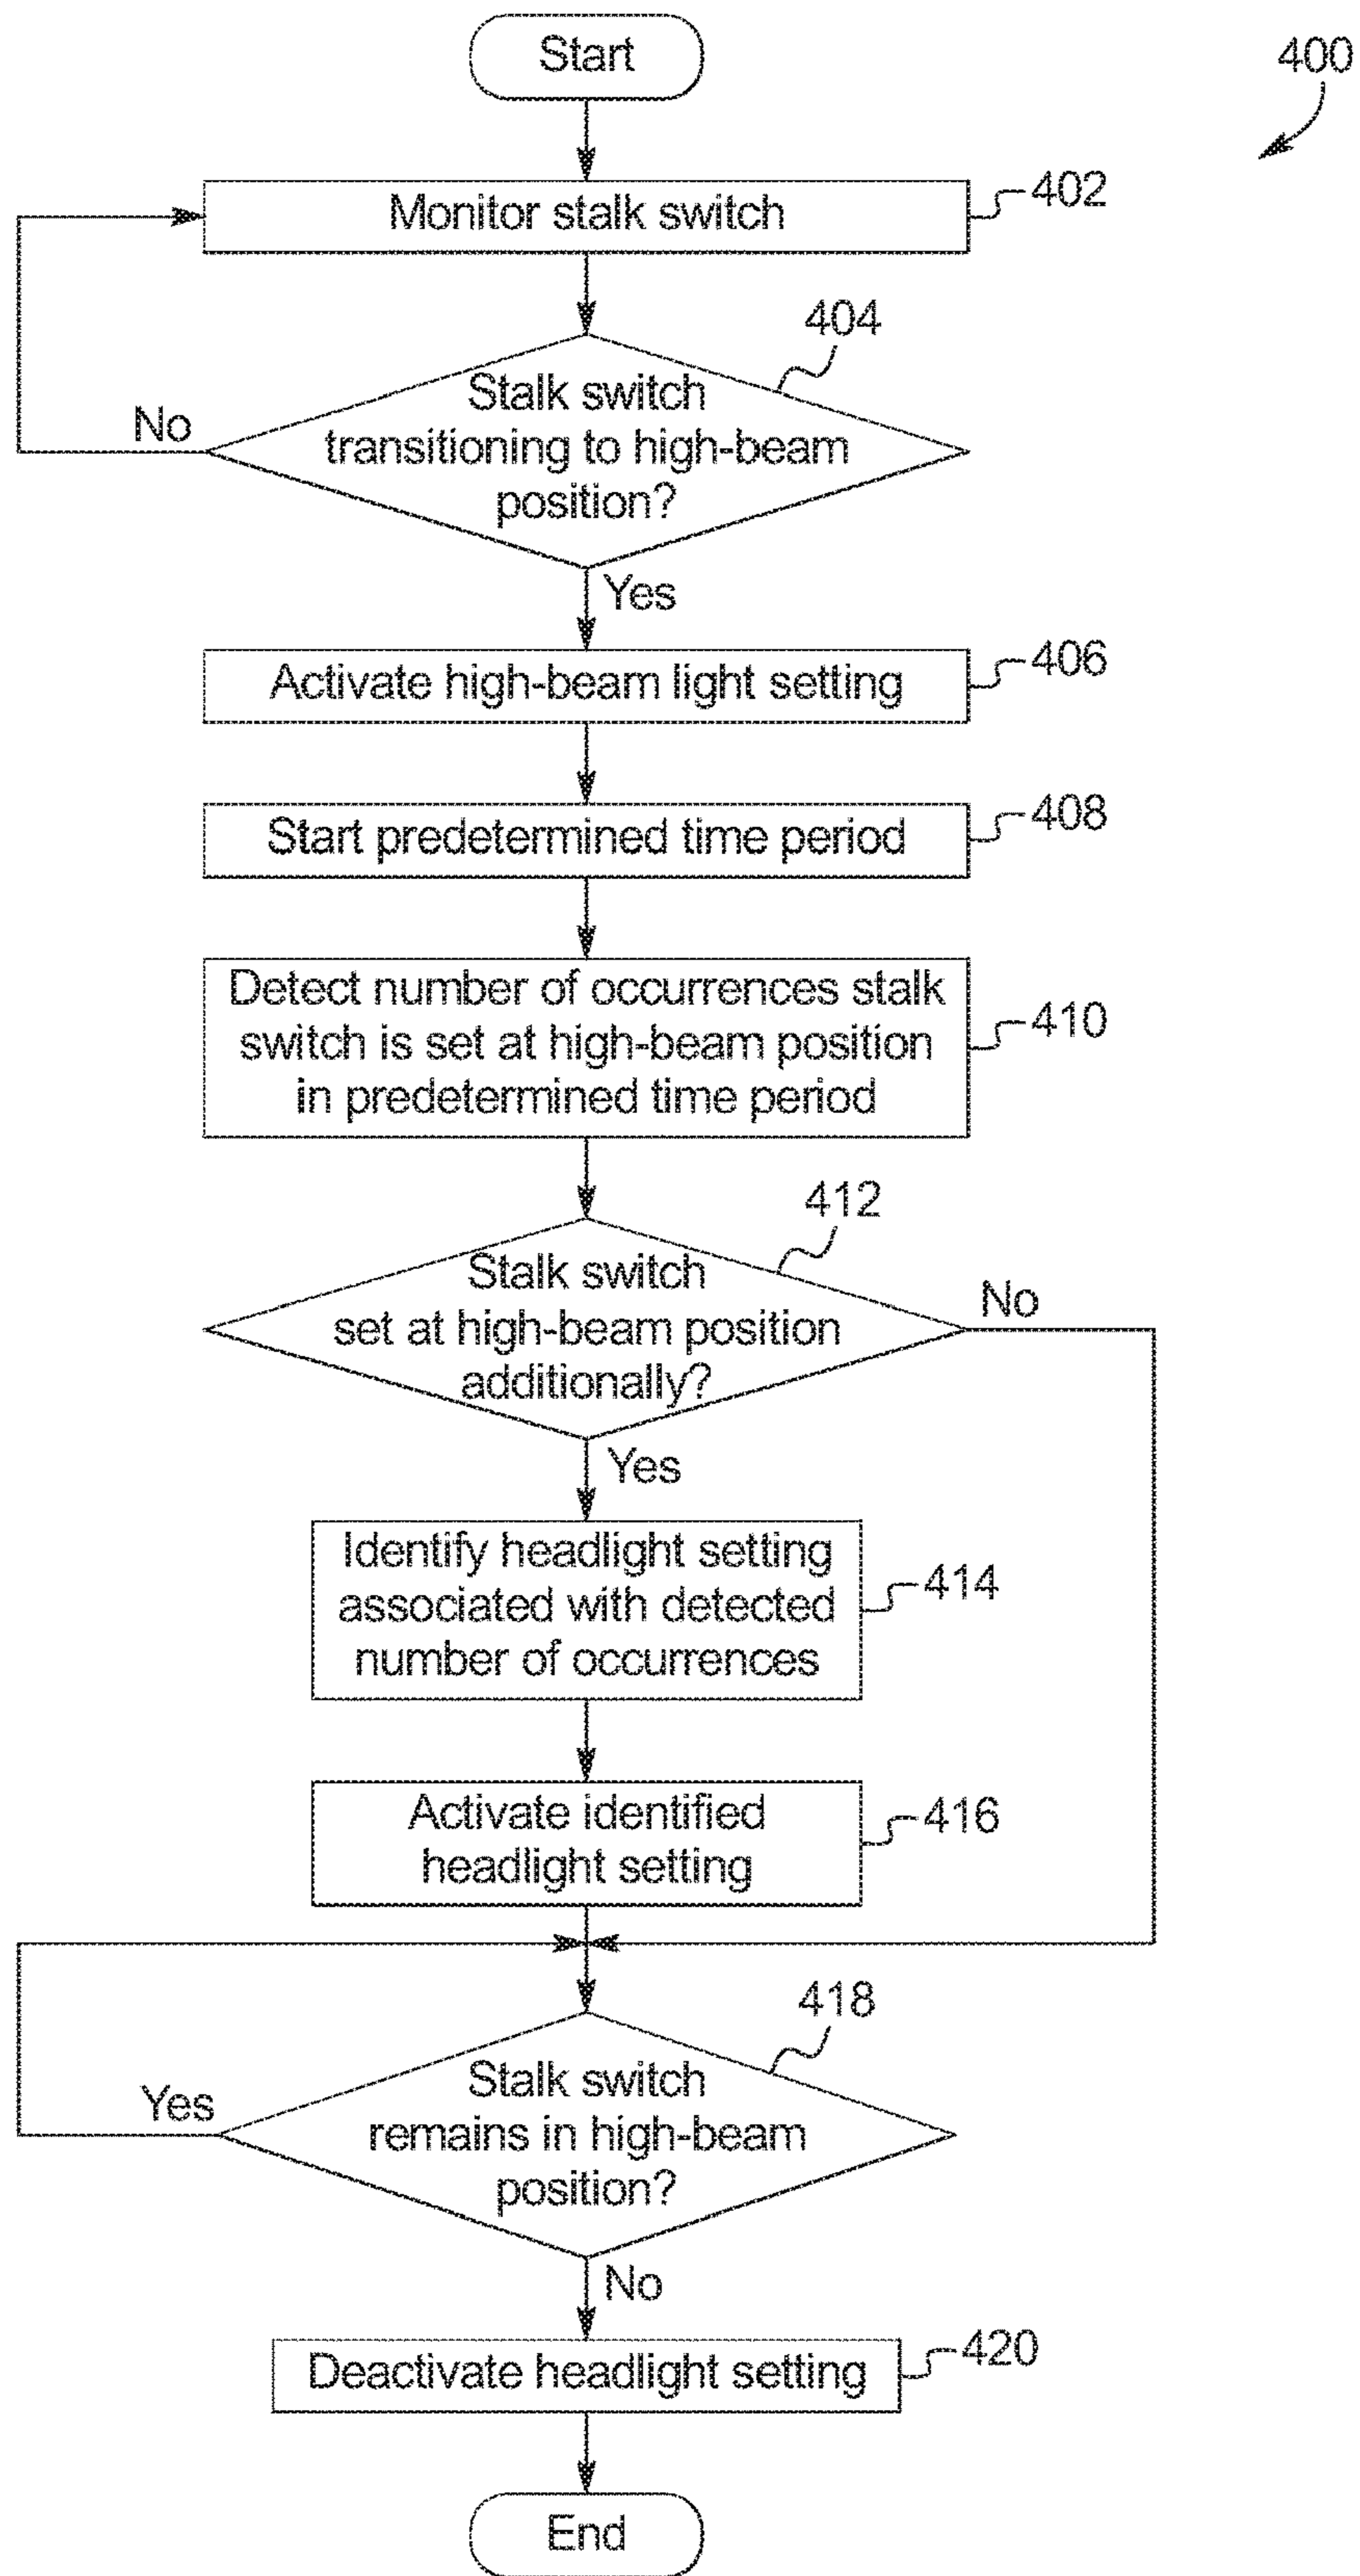 Start
400
Monitor stalk switch
402
404
Stalk switch
transitioning to high-beam
position?
No
Yes
Activate high-beam light setting
406
Start predetermined time period
408
Detect number of occurrences stalk
switch is set at high-beam position
in predetermined time period
410
412
Stalk switch
set at high-beam position
additionally?
No
Yes
Identify headlight setting
associated with detected
number of occurrences
414
Activate identified
headlight setting
416
418
Stalk switch
remains in high-beam
position?
Yes
No
Deactivate headlight setting
420
End